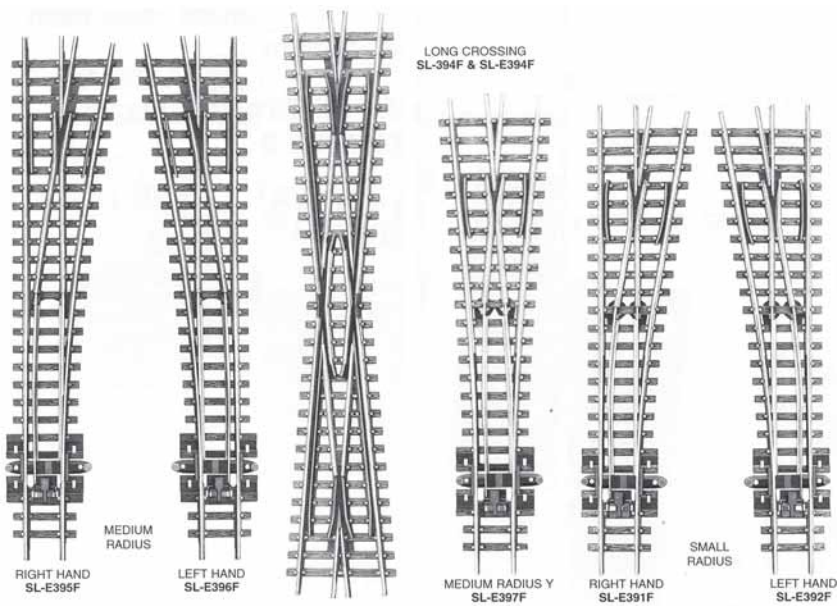 LONG CROSSING
SL-394F & SL-E394F
MEDIUM
RADIUS
RIGHT HAND
SL-E395F
LEFT HAND
SL-E396F
MEDIUM RADIUS Y
SL-E397F
RIGHT HAND
SL-E391F
SMALL
RADIUS
LEFT HAND
SL-E392F